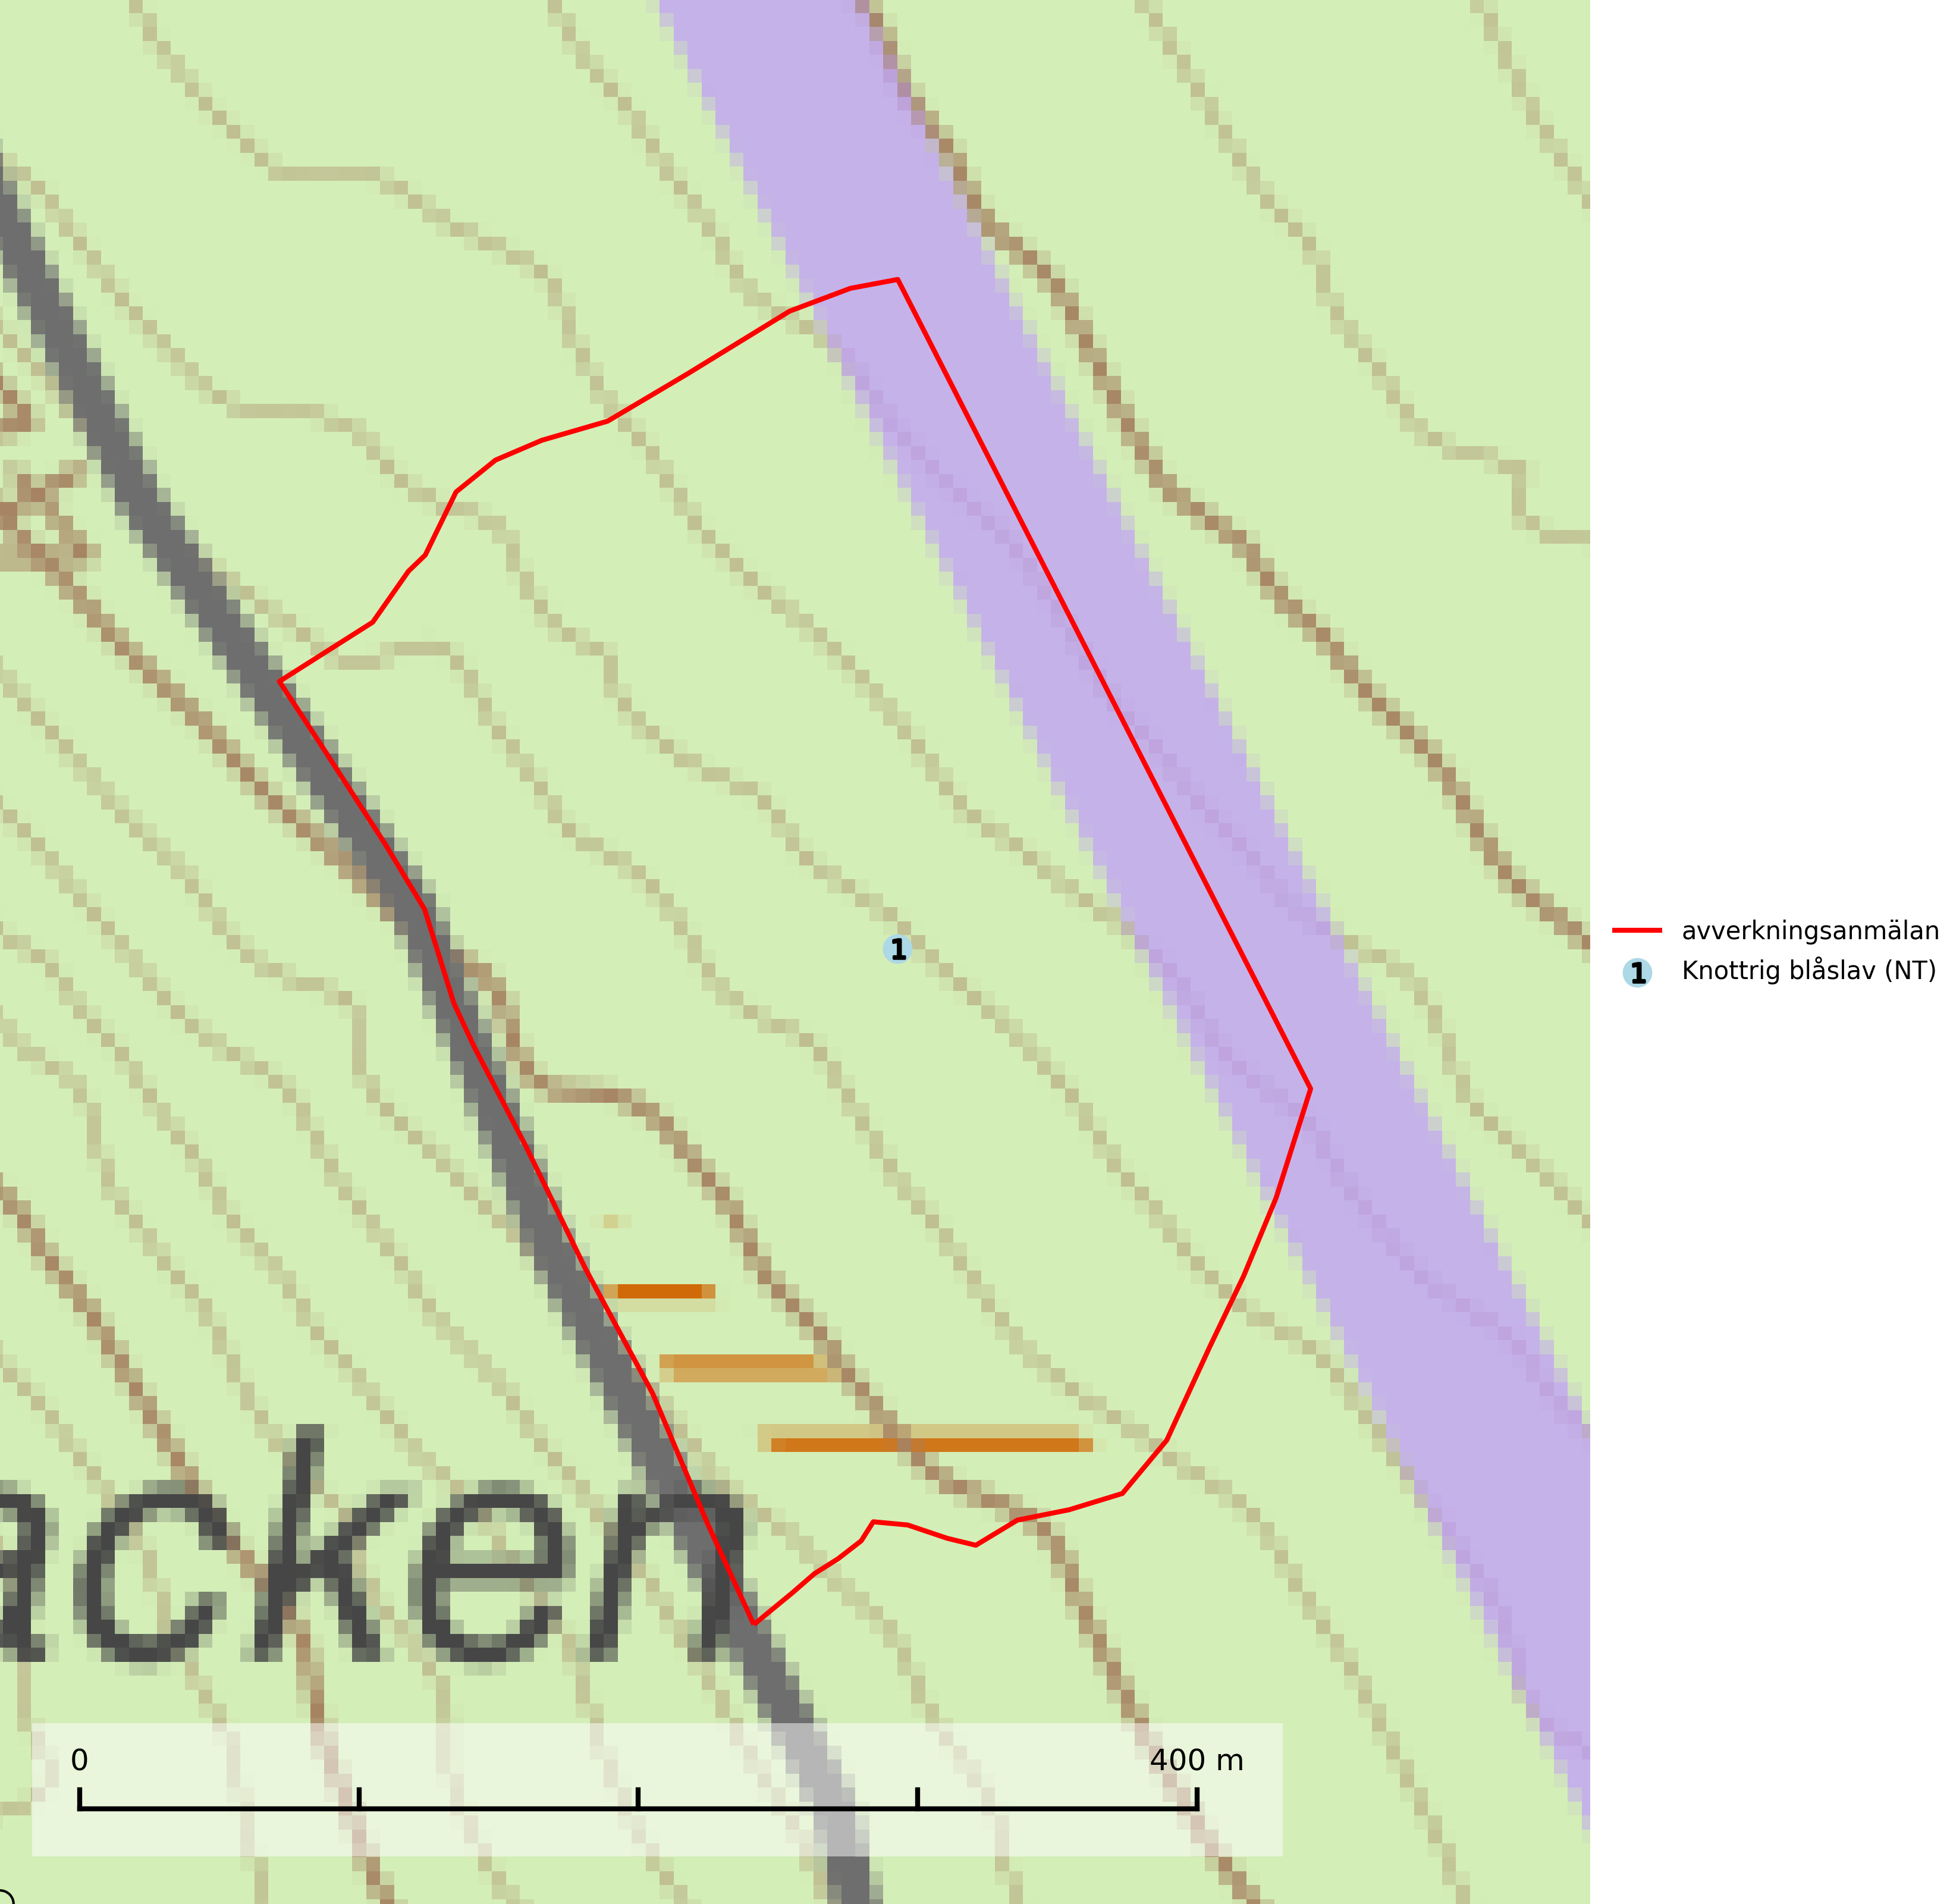 1
avverkningsanmälan
1 Knottrig blåslav (NT)
acken
0 400 m